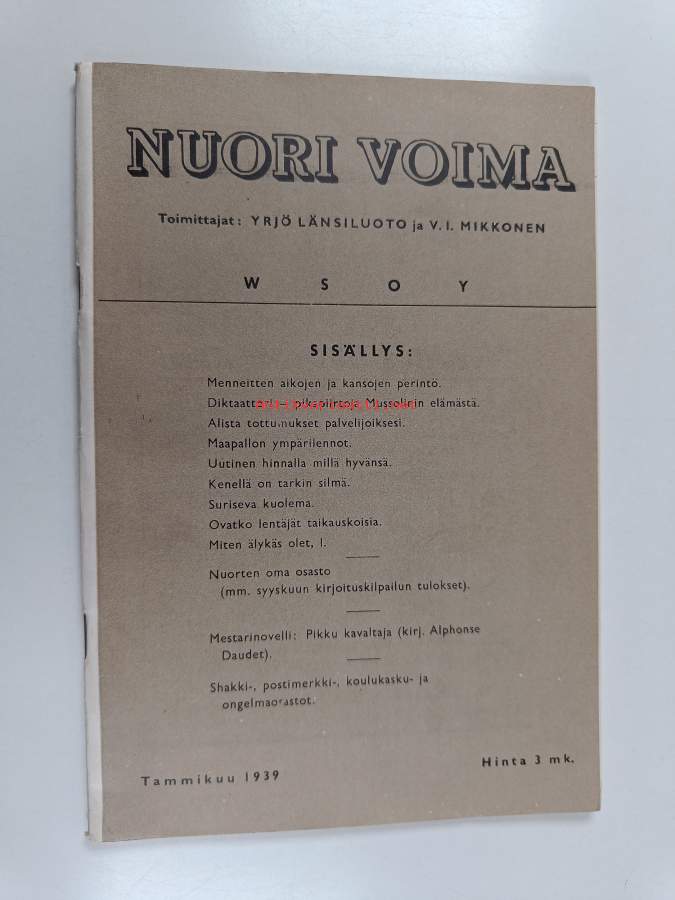 NUORI VOIMA
Toimittajat: YRJÖ LÄNSILUOTO ja V. I. MIKKONEN
W S O Y
SISÄLLYS:
Menneitten aikojen ja kansojen perintö.
Diktaattori — pikapiirtoja Mussolinin elämästä.
Alista tottumukset palvelijoiksesi.
Maapallon ympärilennot.
Uutinen hinnalla millä hyvänsä.
Kenellä on tarkin silmä.
Suriseva kuolema.
Ovatko lentäjät taikauskoisia.
Miten älykäs olet, I.
Nuorten oma osasto
(mm. syyskuun kirjoituskilpailun tulokset).
Mestarinovelli: Pikku kavaltaja (kirj. Alphonse
Daudet).
Shakki-, postimerkki-, koulukasku- ja
ongelmaosastot.
Tammikuu 1939
Hinta 3 mk.